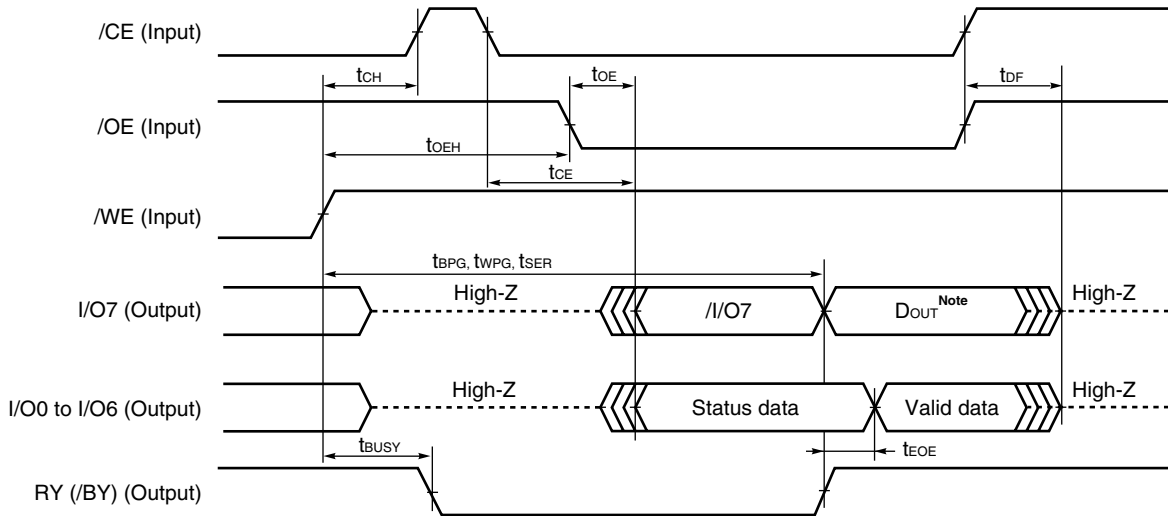 /CE (Input)
tCH
tOE
tDF
/OE (Input)
tOEH
tCE
/WE (Input)
tBPG, tWPG, tSER
I/O7 (Output)
High-Z
/I/O7
DOUT Note
High-Z
I/O0 to I/O6 (Output)
High-Z
Status data
Valid data
High-Z
tBUSY
tEOE
RY (/BY) (Output)